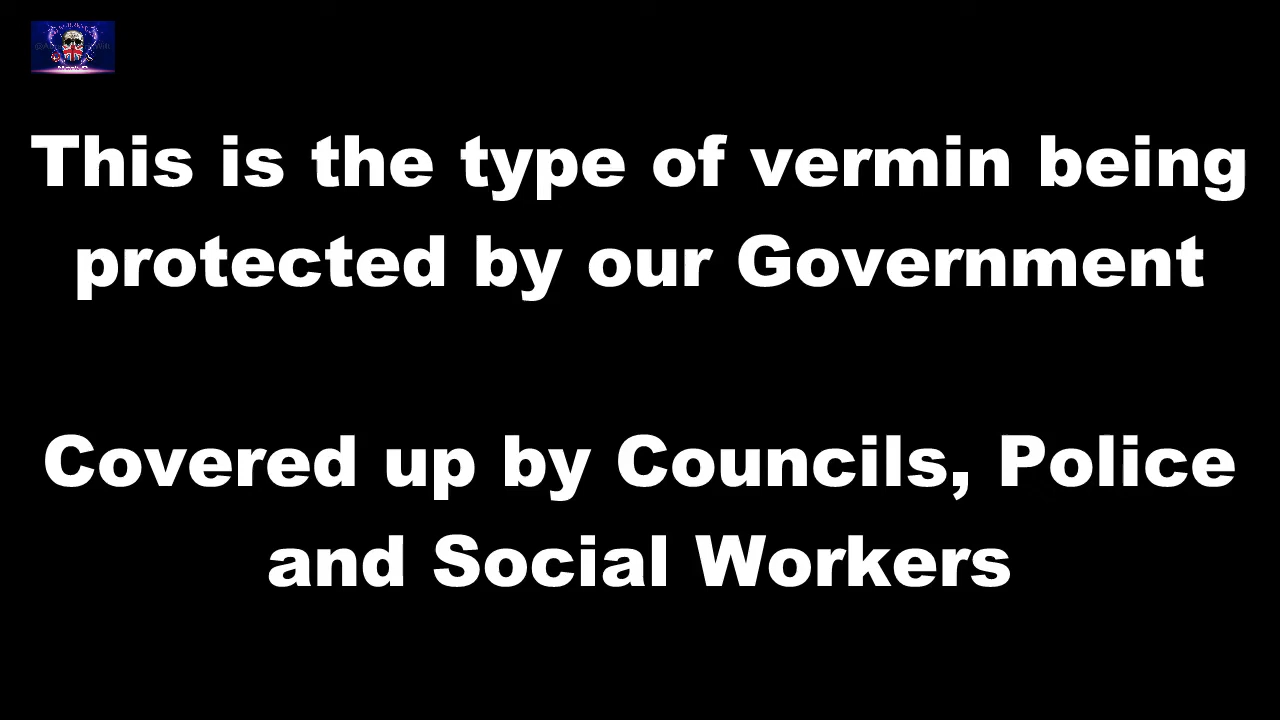 This is the type of vermin being
protected by our Government
Covered up by Councils, Police
and Social Workers